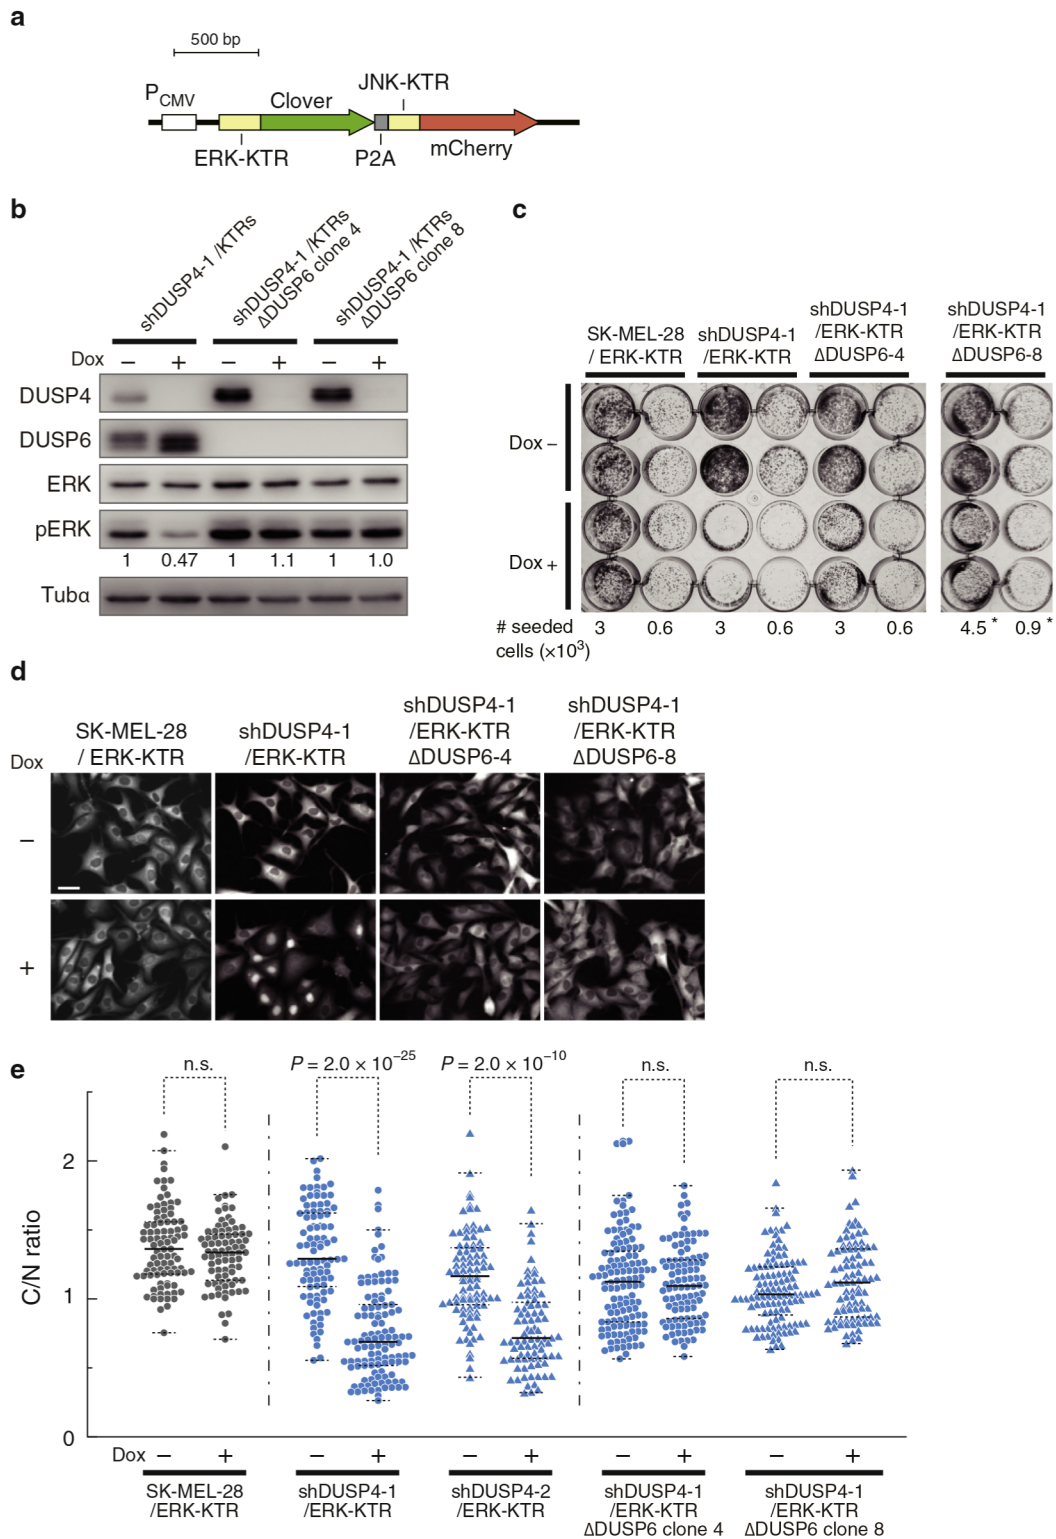 a
500 bp
JNK-KTR
P CMV
Clover
ERK-KTR
P2A
mCherry
b
shDUSP4-1 /KTRs
shDUSP4-1 /KTRs
ΔDUSP6 clone 4
shDUSP4-1 /KTRs
ΔDUSP6 clone 8
Dox − + − + − +
DUSP4
DUSP6
ERK
pERK
1 0.47 1 1.1 1 1.0
Tubα
c
SK-MEL-28
/ ERK-KTR
shDUSP4-1
/ERK-KTR
shDUSP4-1
/ERK-KTR
ΔDUSP6-4
shDUSP4-1
/ERK-KTR
ΔDUSP6-8
Dox −
Dox +
# seeded
cells (×10³)
3 0.6 3 0.6 3 0.6 4.5 * 0.9 *
d
SK-MEL-28
/ ERK-KTR
shDUSP4-1
/ERK-KTR
shDUSP4-1
/ERK-KTR
ΔDUSP6-4
shDUSP4-1
/ERK-KTR
ΔDUSP6-8
Dox
−
+
e
n.s.
P = 2.0 × 10⁻²⁵
P = 2.0 × 10⁻¹⁰
n.s.
n.s.
C/N ratio
2
1
0
Dox − + − + − + − + − +
SK-MEL-28
/ERK-KTR
shDUSP4-1
/ERK-KTR
shDUSP4-2
/ERK-KTR
shDUSP4-1
/ERK-KTR
ΔDUSP6 clone 4
shDUSP4-1
/ERK-KTR
ΔDUSP6 clone 8